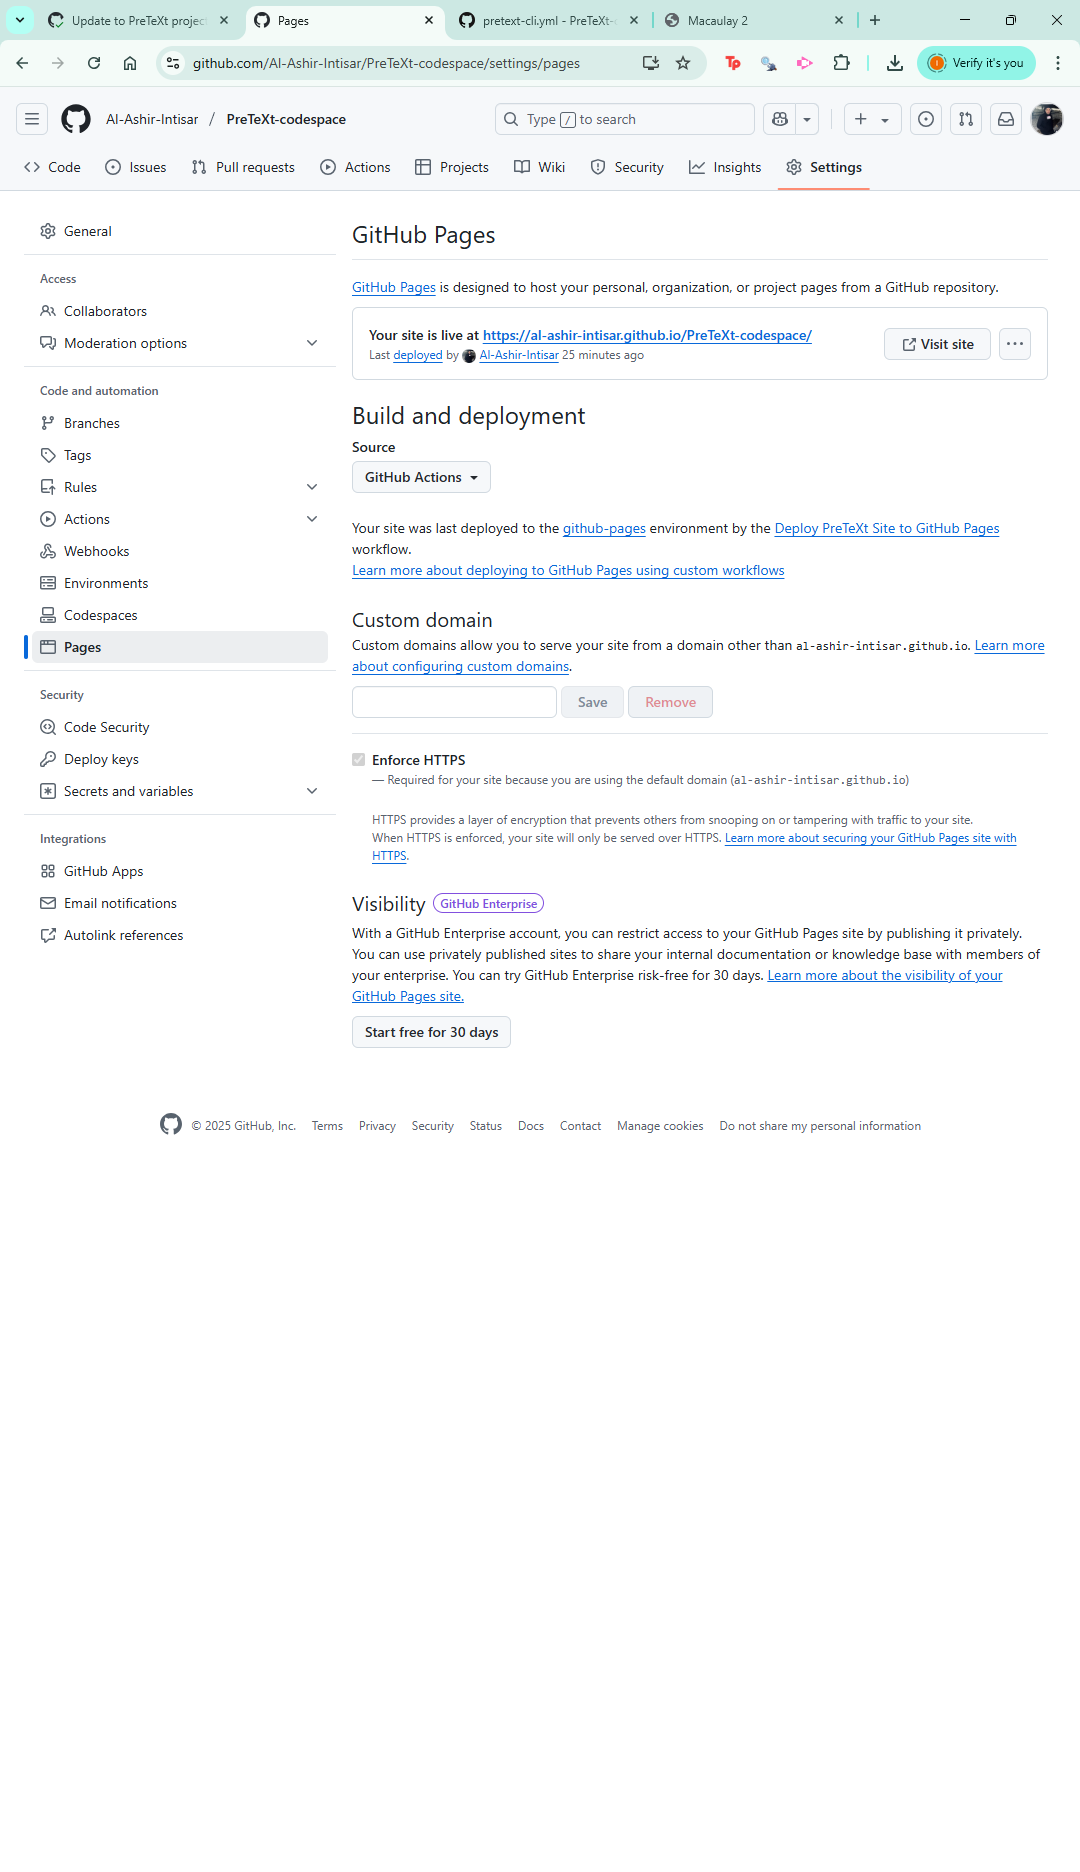 Update to PreTeXt project
Pages
pretext-cli.yml - PreTeXt-c
Macaulay 2
github.com/Al-Ashir-Intisar/PreTeXt-codespace/settings/pages
Tp
Verify it's you
Al-Ashir-Intisar / PreTeXt-codespace
Type / to search
Code
Issues
Pull requests
Actions
Projects
Wiki
Security
Insights
Settings
General
Access
Collaborators
Moderation options
Code and automation
Branches
Tags
Rules
Actions
Webhooks
Environments
Codespaces
Pages
Security
Code Security
Deploy keys
Secrets and variables
Integrations
GitHub Apps
Email notifications
Autolink references
GitHub Pages
GitHub Pages is designed to host your personal, organization, or project pages from a GitHub repository.
Your site is live at https://al-ashir-intisar.github.io/PreTeXt-codespace/
Last deployed by Al-Ashir-Intisar 25 minutes ago
Visit site
Build and deployment
Source
GitHub Actions
Your site was last deployed to the github-pages environment by the Deploy PreTeXt Site to GitHub Pages
workflow.
Learn more about deploying to GitHub Pages using custom workflows
Custom domain
Custom domains allow you to serve your site from a domain other than al-ashir-intisar.github.io. Learn more
about configuring custom domains.
Save
Remove
Enforce HTTPS
— Required for your site because you are using the default domain (al-ashir-intisar.github.io)
HTTPS provides a layer of encryption that prevents others from snooping on or tampering with traffic to your site.
When HTTPS is enforced, your site will only be served over HTTPS. Learn more about securing your GitHub Pages site with
HTTPS.
Visibility GitHub Enterprise
With a GitHub Enterprise account, you can restrict access to your GitHub Pages site by publishing it privately.
You can use privately published sites to share your internal documentation or knowledge base with members of
your enterprise. You can try GitHub Enterprise risk-free for 30 days. Learn more about the visibility of your
GitHub Pages site.
Start free for 30 days
© 2025 GitHub, Inc.
Terms
Privacy
Security
Status
Docs
Contact
Manage cookies
Do not share my personal information